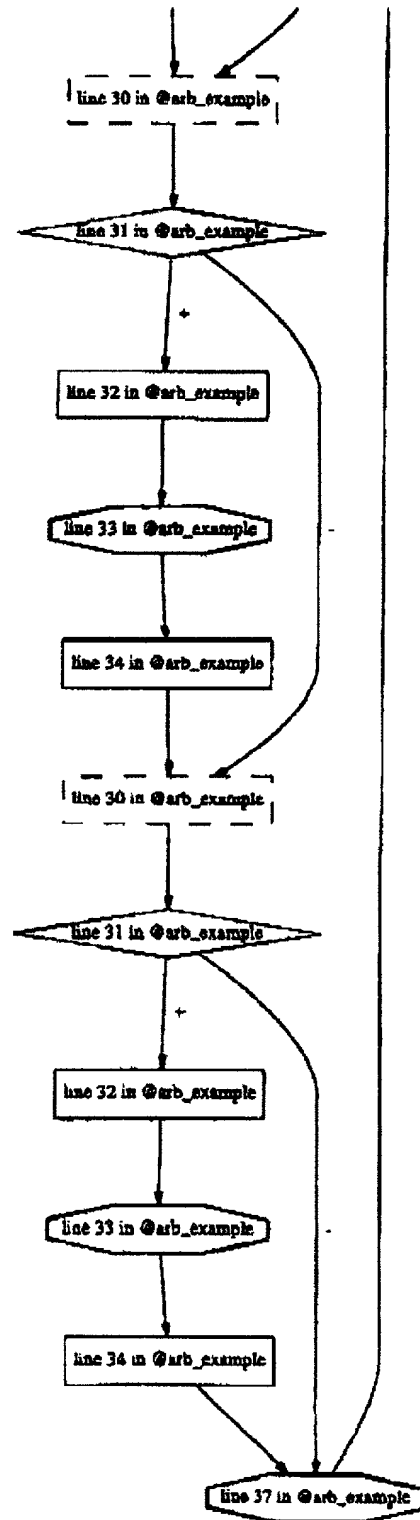 line 30 in @arb_example
line 31 in @arb_example
+
line 32 in @arb_example
line 33 in @arb_example
-
line 34 in @arb_example
line 30 in @arb_example
line 31 in @arb_example
+
line 32 in @arb_example
line 33 in @arb_example
-
line 34 in @arb_example
line 37 in @arb_example